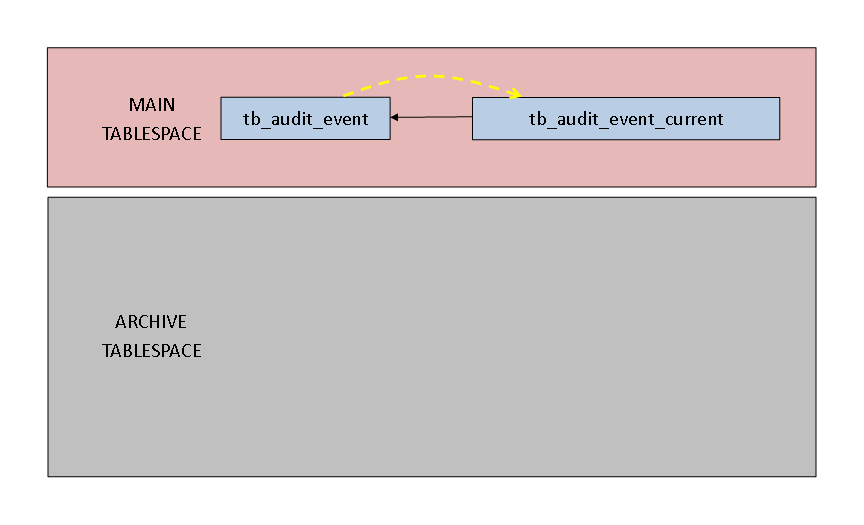 MAIN
TABLESPACE
tb_audit_event
tb_audit_event_current
ARCHIVE
TABLESPACE